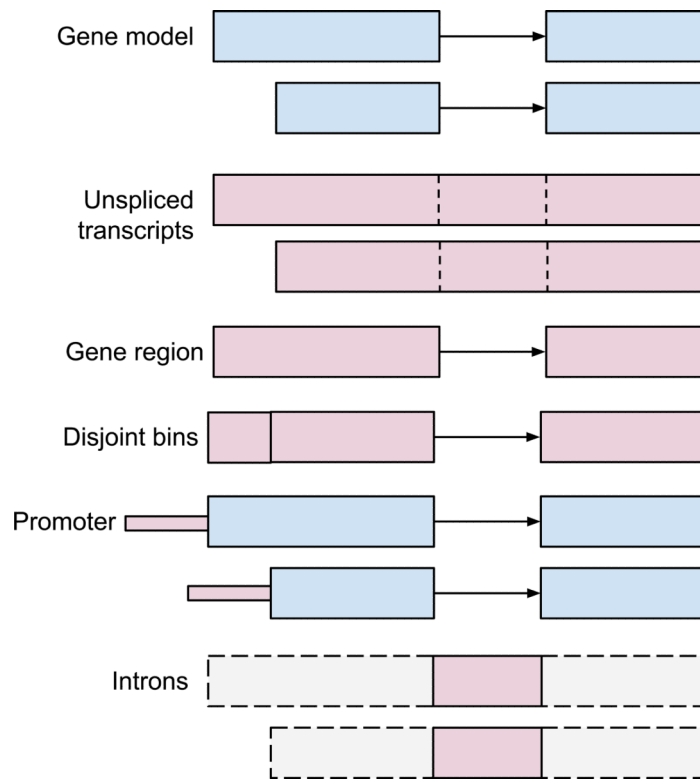 Gene model
Unspliced
transcripts
Gene region
Disjoint bins
Promoter
Introns